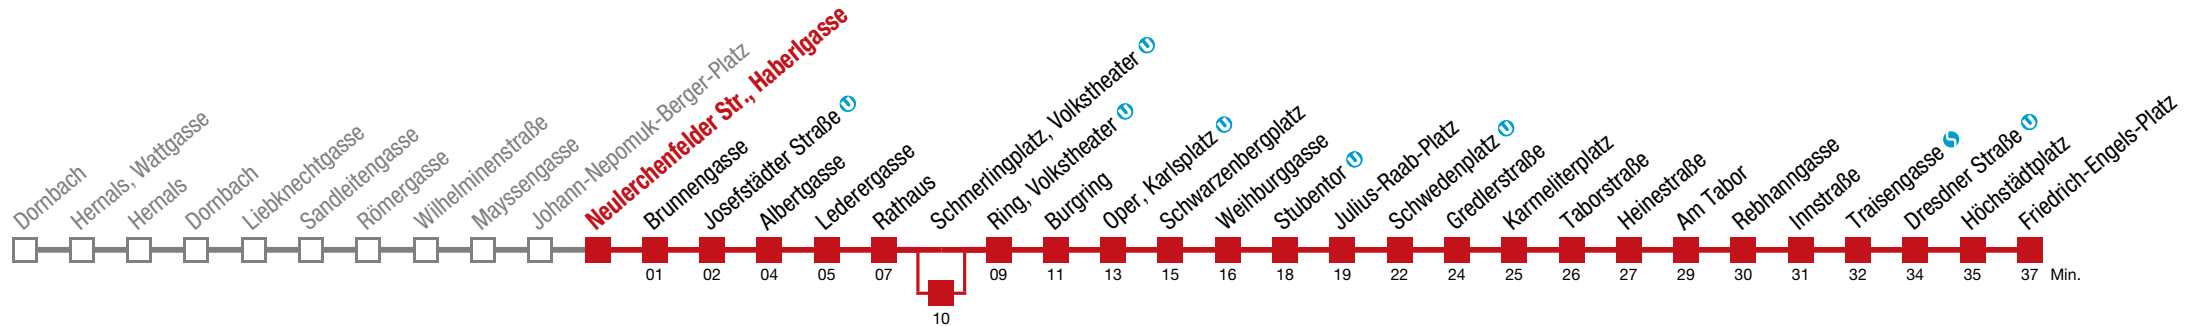 Dornbach
Hernals, Wattgasse
Hernals
Dornbach
Liebknechtgasse
Sandleitengasse
Römergasse
Wilhelminenstraße
Mayssengasse
Johann-Nepomuk-Berger-Platz
Neulerchenfelder Str., Haberlgasse
Brunnengasse
Josefstädter Straße U
Albertgasse
Lederergasse
Rathaus
Schmerlingplatz, Volkstheater U
Ring, Volkstheater U
Burgring
Oper, Karlsplatz U
Schwarzenbergplatz
Weihburggasse
Stubentor U
Julius-Raab-Platz
Schwedenplatz U
Gredlerstraße
Karmeliterplatz
Taborstraße
Heinestraße
Am Tabor
Rebhanngasse
Innstraße
Traisengasse S
Dresdner Straße U
Höchstädtplatz
Friedrich-Engels-Platz
01 02 04 05 07 09 11 13 15 16 18 19 22 24 25 26 27 29 30 31 32 34 35 37 Min.
10